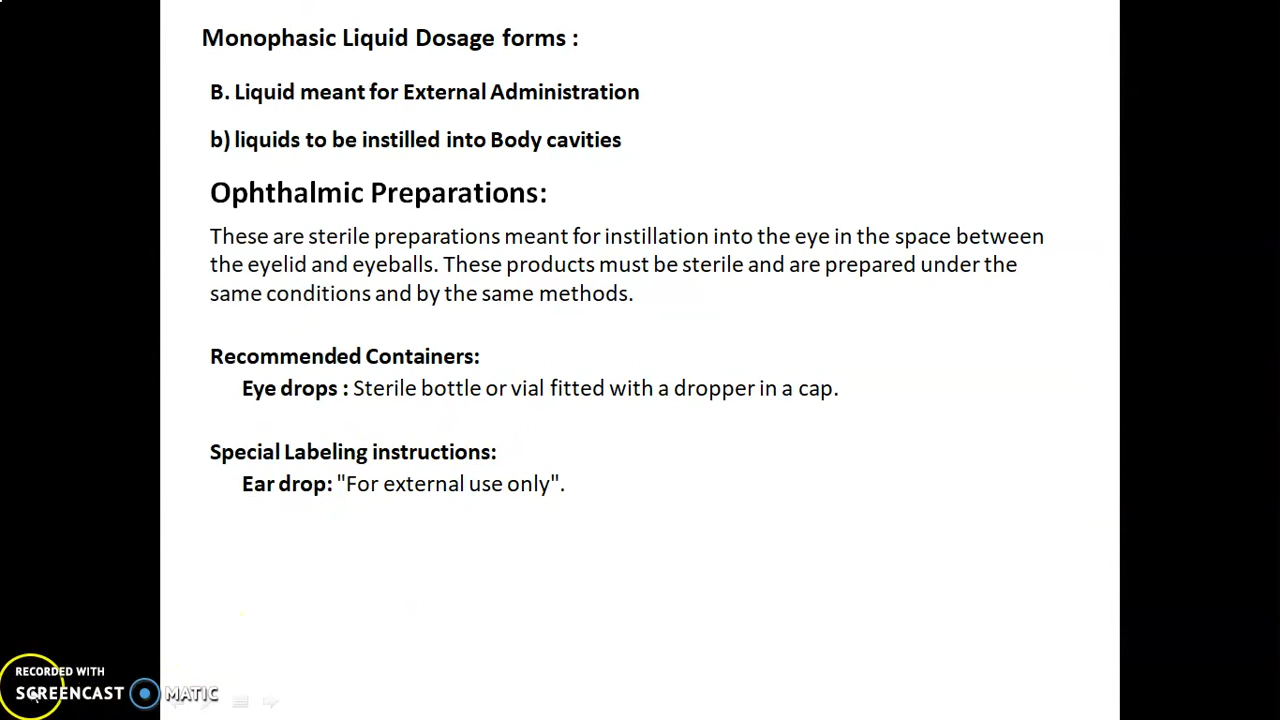 Monophasic Liquid Dosage forms :
B. Liquid meant for External Administration
b) liquids to be instilled into Body cavities
Ophthalmic Preparations:
These are sterile preparations meant for instillation into the eye in the space between
the eyelid and eyeballs. These products must be sterile and are prepared under the
same conditions and by the same methods.
Recommended Containers:
Eye drops : Sterile bottle or vial fitted with a dropper in a cap.
Special Labeling instructions:
Ear drop: "For external use only".
RECORDED WITH
SCREENCAST MATIC